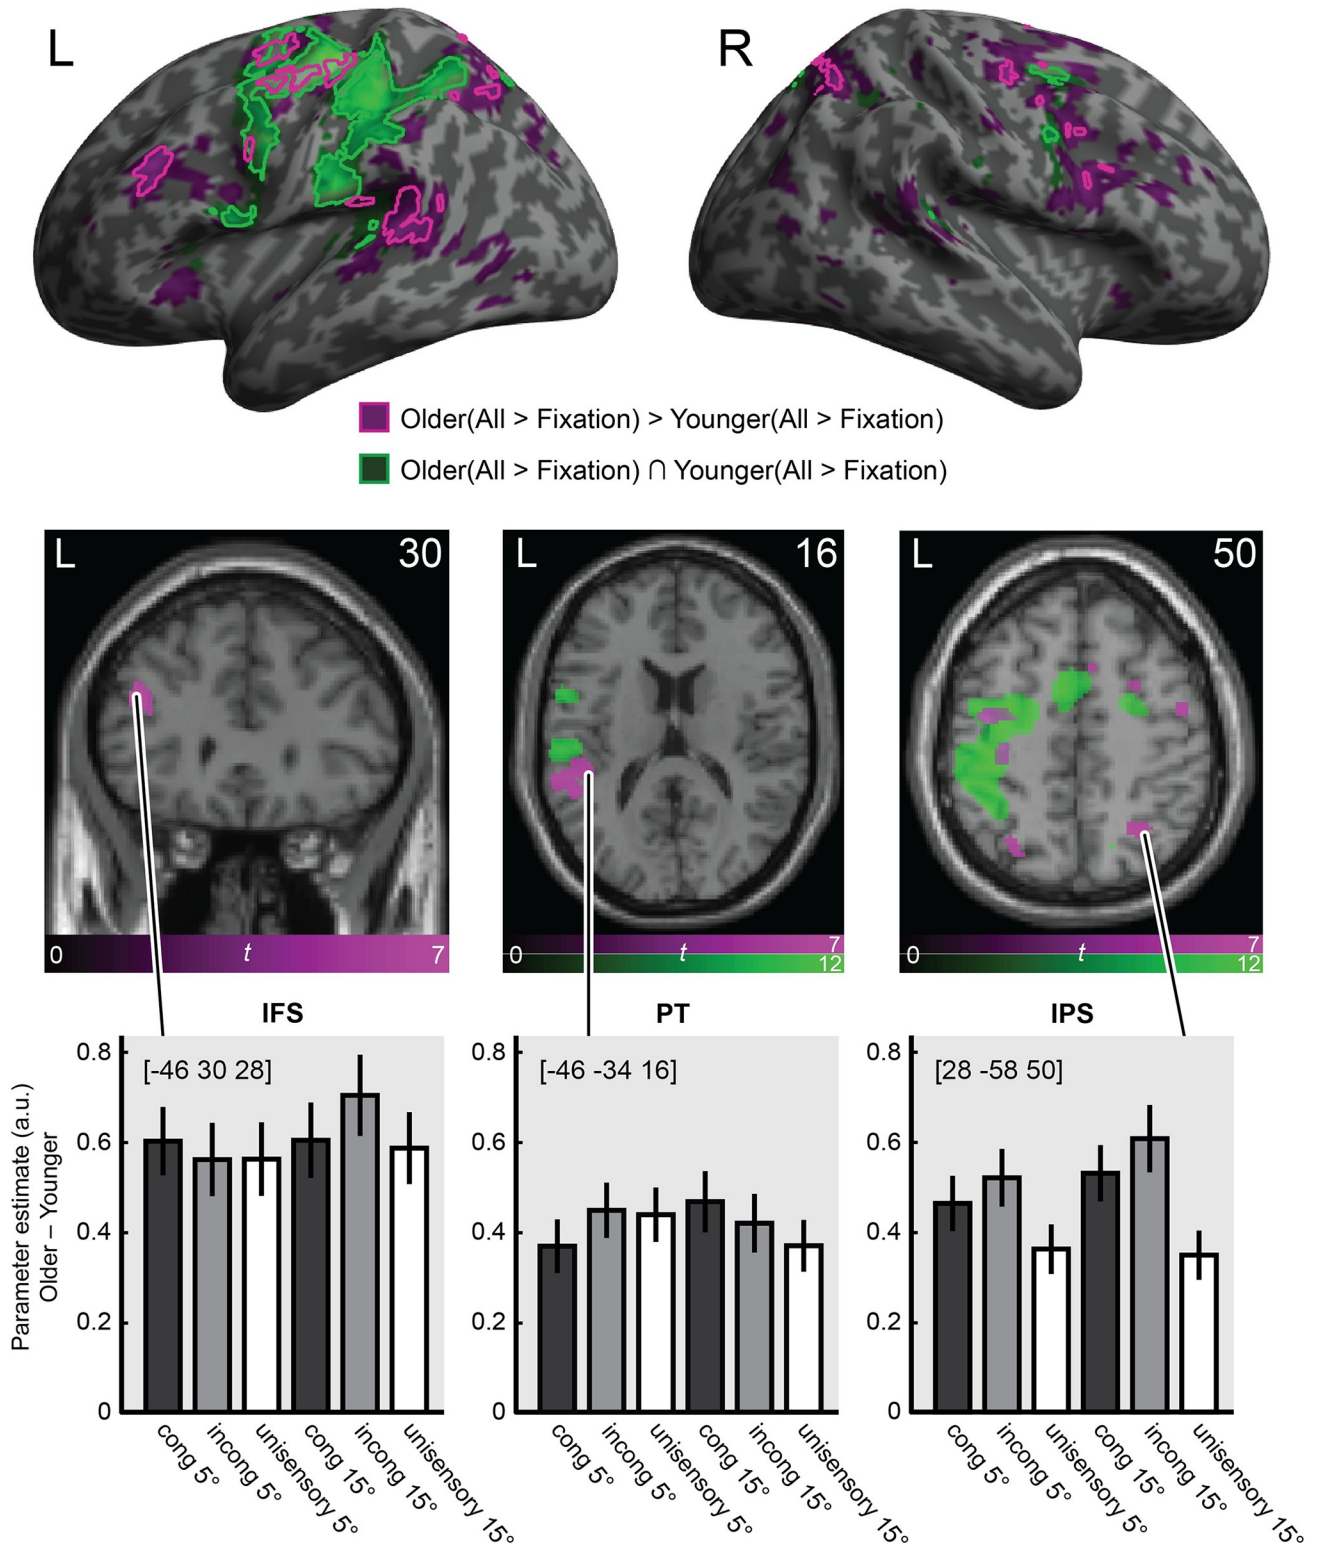 L
R
Older(All > Fixation) > Younger(All > Fixation)
Older(All > Fixation) ∩ Younger(All > Fixation)
L 30
L 16
L 50
0 t 7
0 t 7
12
0 t 7
12
IFS
PT
IPS
Parameter estimate (a.u.)
Older – Younger
[-46 30 28]
0.8
0.6
0.4
0.2
0
cong 5°
incong 5°
unisensory 5°
cong 15°
incong 15°
unisensory 15°
[-46 -34 16]
0.8
0.6
0.4
0.2
0
cong 5°
incong 5°
unisensory 5°
cong 15°
incong 15°
unisensory 15°
[28 -58 50]
0.8
0.6
0.4
0.2
0
cong 5°
incong 5°
unisensory 5°
cong 15°
incong 15°
unisensory 15°